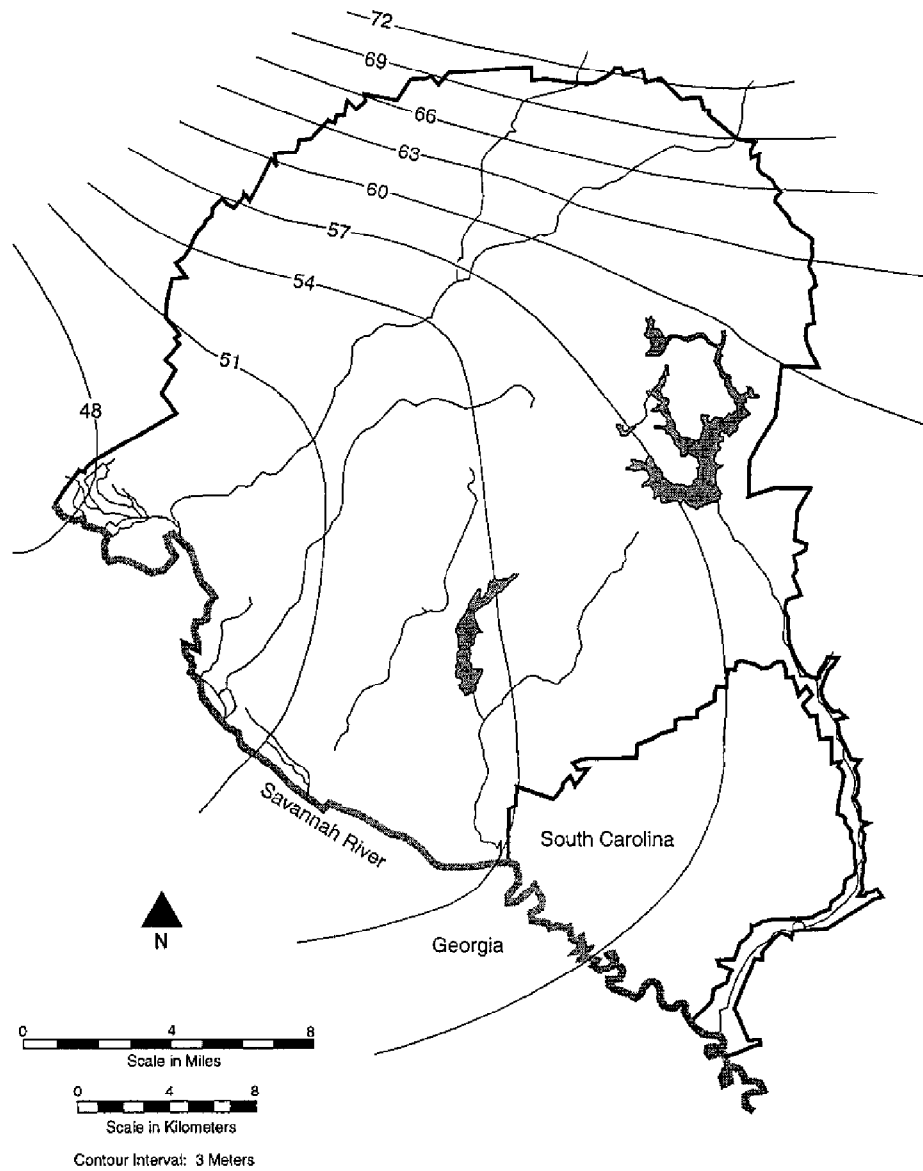 72
69
66
63
60
57
54
51
48
Savannah River
South Carolina
Georgia
N
0 4 8
Scale in Miles
0 4 8
Scale in Kilometers
Contour Interval: 3 Meters